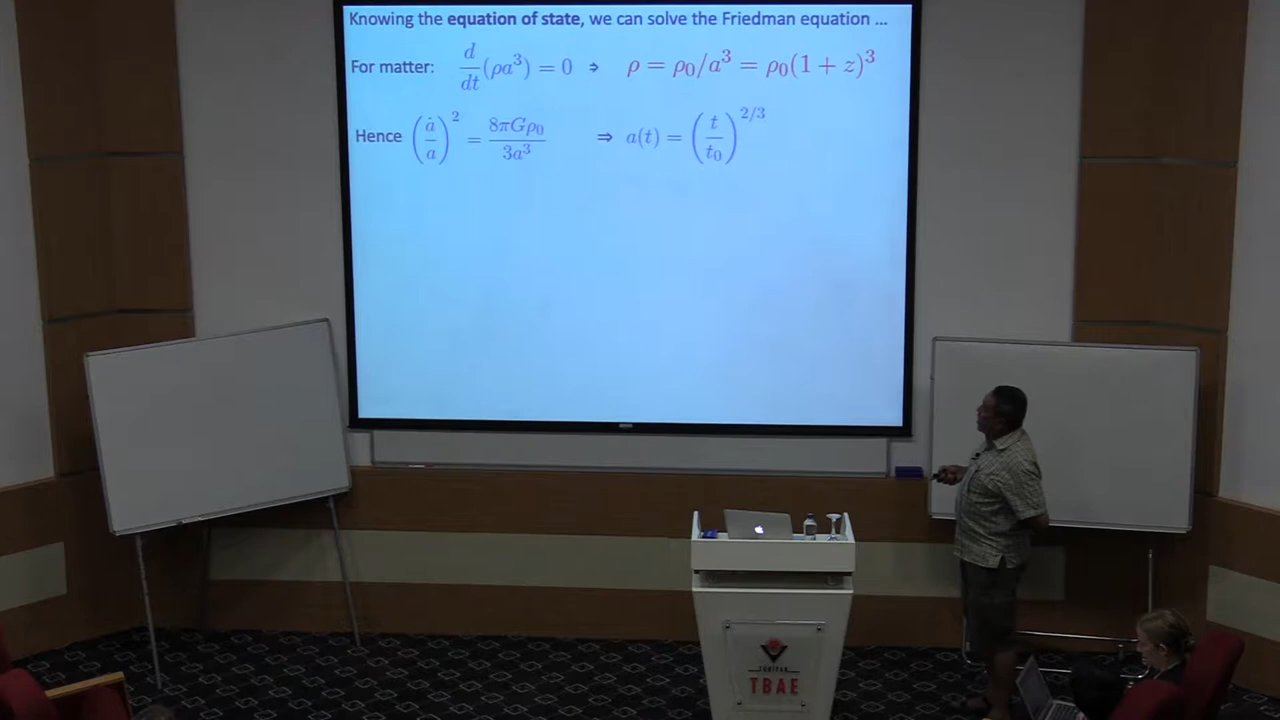 Knowing the equation of state, we can solve the Friedman equation ...
For matter: d/dt (ρa³) = 0 ⇒ ρ = ρ₀/a³ = ρ₀(1 + z)³
Hence (ȧ/a)² = 8πGρ₀/3a³ ⇒ a(t) = (t/t₀)^{2/3}
TBAE